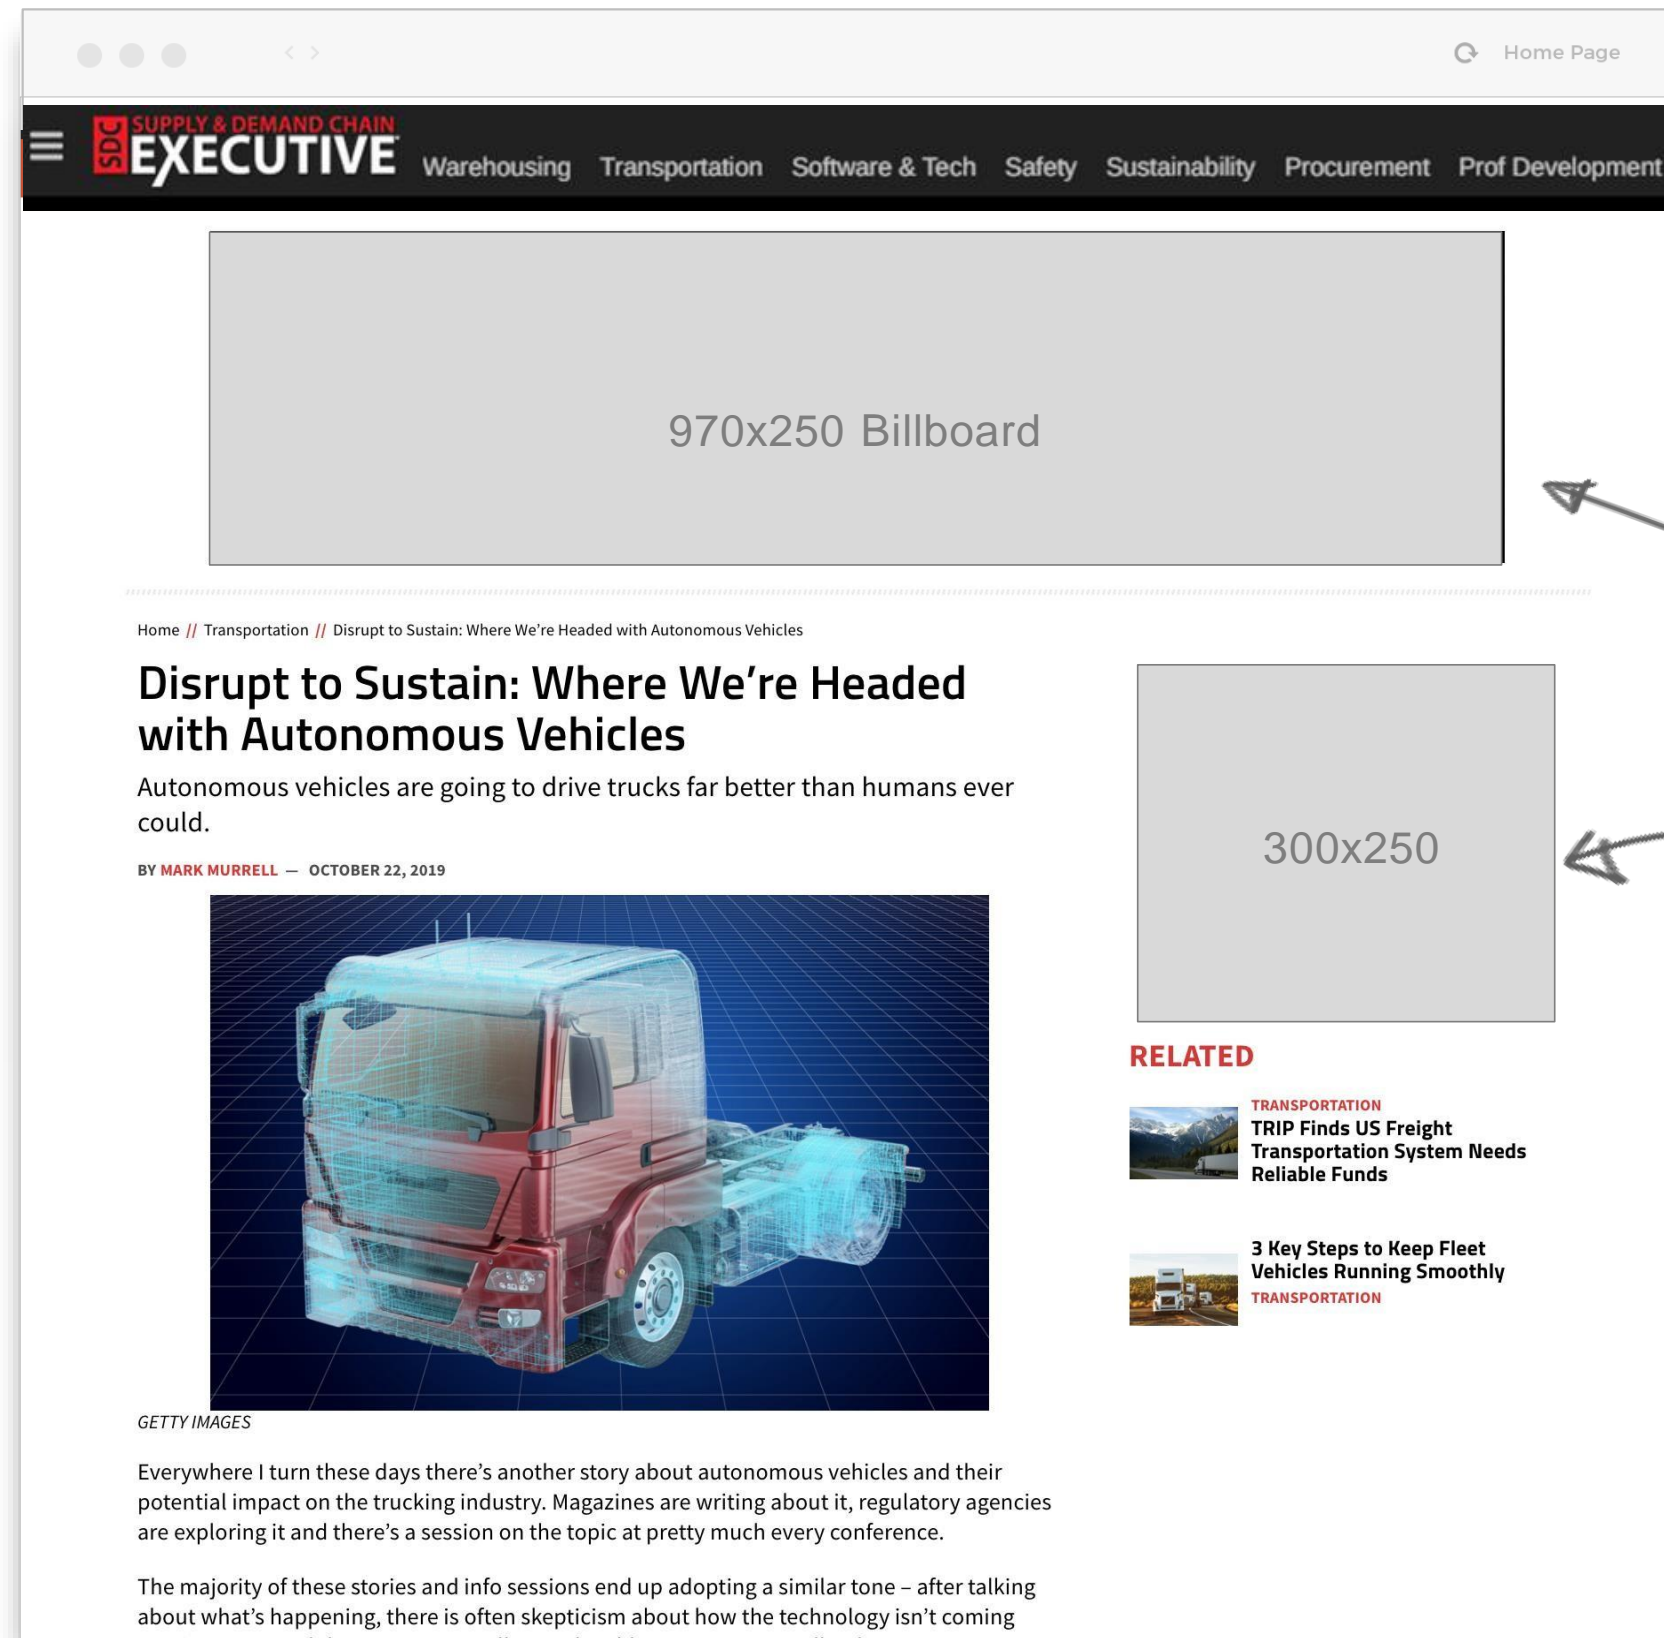 Home Page
SDC
SUPPLY & DEMAND CHAIN
EXECUTIVE
Warehousing Transportation Software & Tech Safety Sustainability Procurement Prof Development
970x250 Billboard
Home // Transportation // Disrupt to Sustain: Where We’re Headed with Autonomous Vehicles
Disrupt to Sustain: Where We’re Headed
with Autonomous Vehicles
Autonomous vehicles are going to drive trucks far better than humans ever
could.
BY MARK MURRELL — OCTOBER 22, 2019
GETTY IMAGES
Everywhere I turn these days there’s another story about autonomous vehicles and their
potential impact on the trucking industry. Magazines are writing about it, regulatory agencies
are exploring it and there’s a session on the topic at pretty much every conference.
The majority of these stories and info sessions end up adopting a similar tone – after talking
about what’s happening, there is often skepticism about how the technology isn’t coming
300x250
RELATED
TRANSPORTATION
TRIP Finds US Freight
Transportation System Needs
Reliable Funds
3 Key Steps to Keep Fleet
Vehicles Running Smoothly
TRANSPORTATION